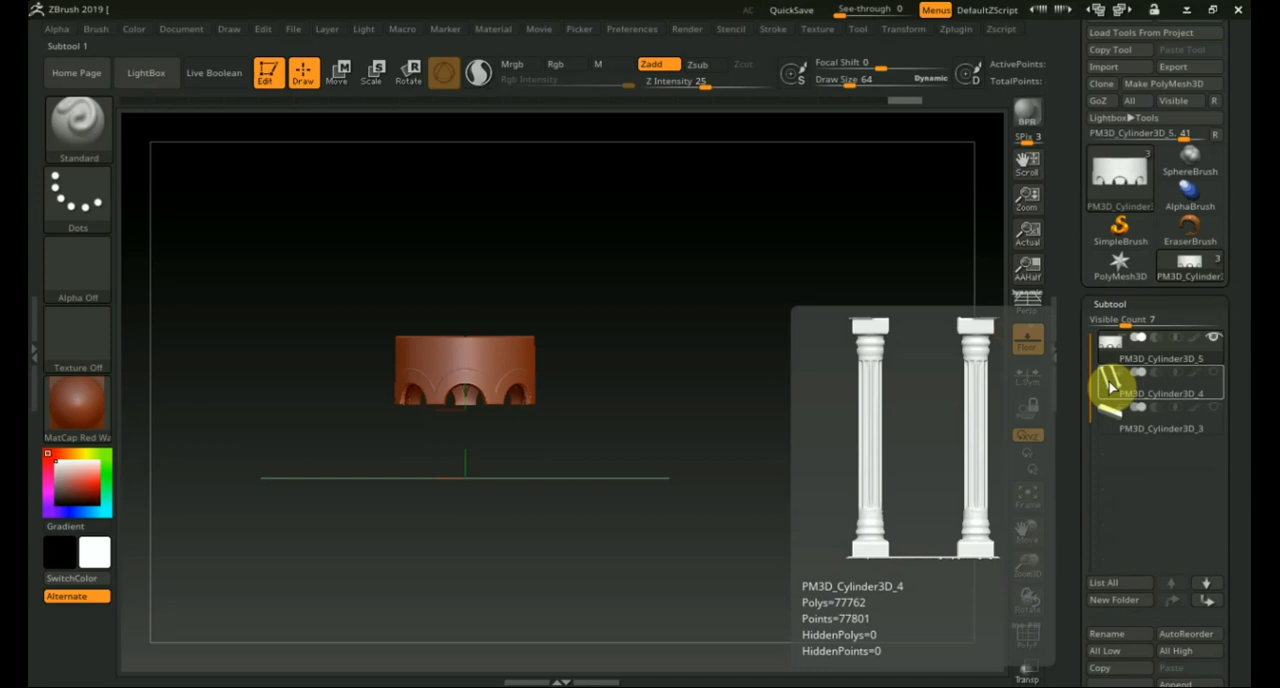 ZBrush 2019 [
AC QuickSave See-through 0 Menus DefaultZScript
Alpha Brush Color Document Draw Edit File Layer Light Macro Marker Material Movie Picker Preferences Render Stencil Stroke Texture Tool Transform Zplugin Zscript
Subtool 1
Home Page LightBox Live Boolean Edit Draw Move Scale Rotate
Mrgb Rgb M Zadd Zsub Zcut
Rgb Intensity Z Intensity 25
Focal Shift 0
Draw Size 64 Dynamic
S D
ActivePoints:
TotalPoints:
Standard
Dots
Alpha Off
Texture Off
MatCap Red Wa
Gradient
SwitchColor
Alternate
BPR
SPix 3
Scroll
Zoom
Actual
AAHalf
Dynamic
Persp
Floor
L.Sym
Frame
Move
Zoom3D
Rotate
Transp
PM3D_Cylinder3D_4
Polys=77762
Points=77801
HiddenPolys=0
HiddenPoints=0
Load Tools From Project
Copy Tool Paste Tool
Import Export
Clone Make PolyMesh3D
GoZ All Visible R
Lightbox▶Tools
PM3D_Cylinder3D_5. 41 R
3
PM3D_Cylinder:
SphereBrush
AlphaBrush
SimpleBrush EraserBrush
3
PolyMesh3D PM3D_Cylinder:
Subtool
Visible Count 7
PM3D_Cylinder3D_5
PM3D_Cylinder3D_4
PM3D_Cylinder3D_3
List All
New Folder
Rename AutoReorder
All Low All High
Copy Paste
Append